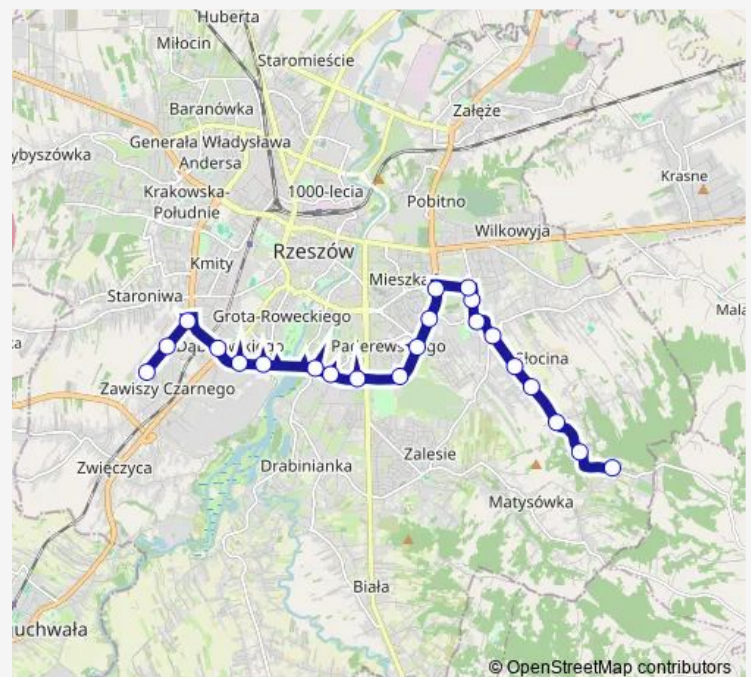 Huberta
Miłocin
Staromieście
Baranówka
Załęże
Generała Władysława
Andersa
ybyszówka
Krasne
1000-lecia
Krakowska-
Południe
Pobitno
Wilkowyja
Rzeszów
Kmity
Mieszka
Staroniwa
Mala
Grota-Roweckiego
Zawiszy Czarnego
Zalesie
Zwięczyca
Drabinianka
Matysówka
Biała
uchwała
© OpenStreetMap contributors